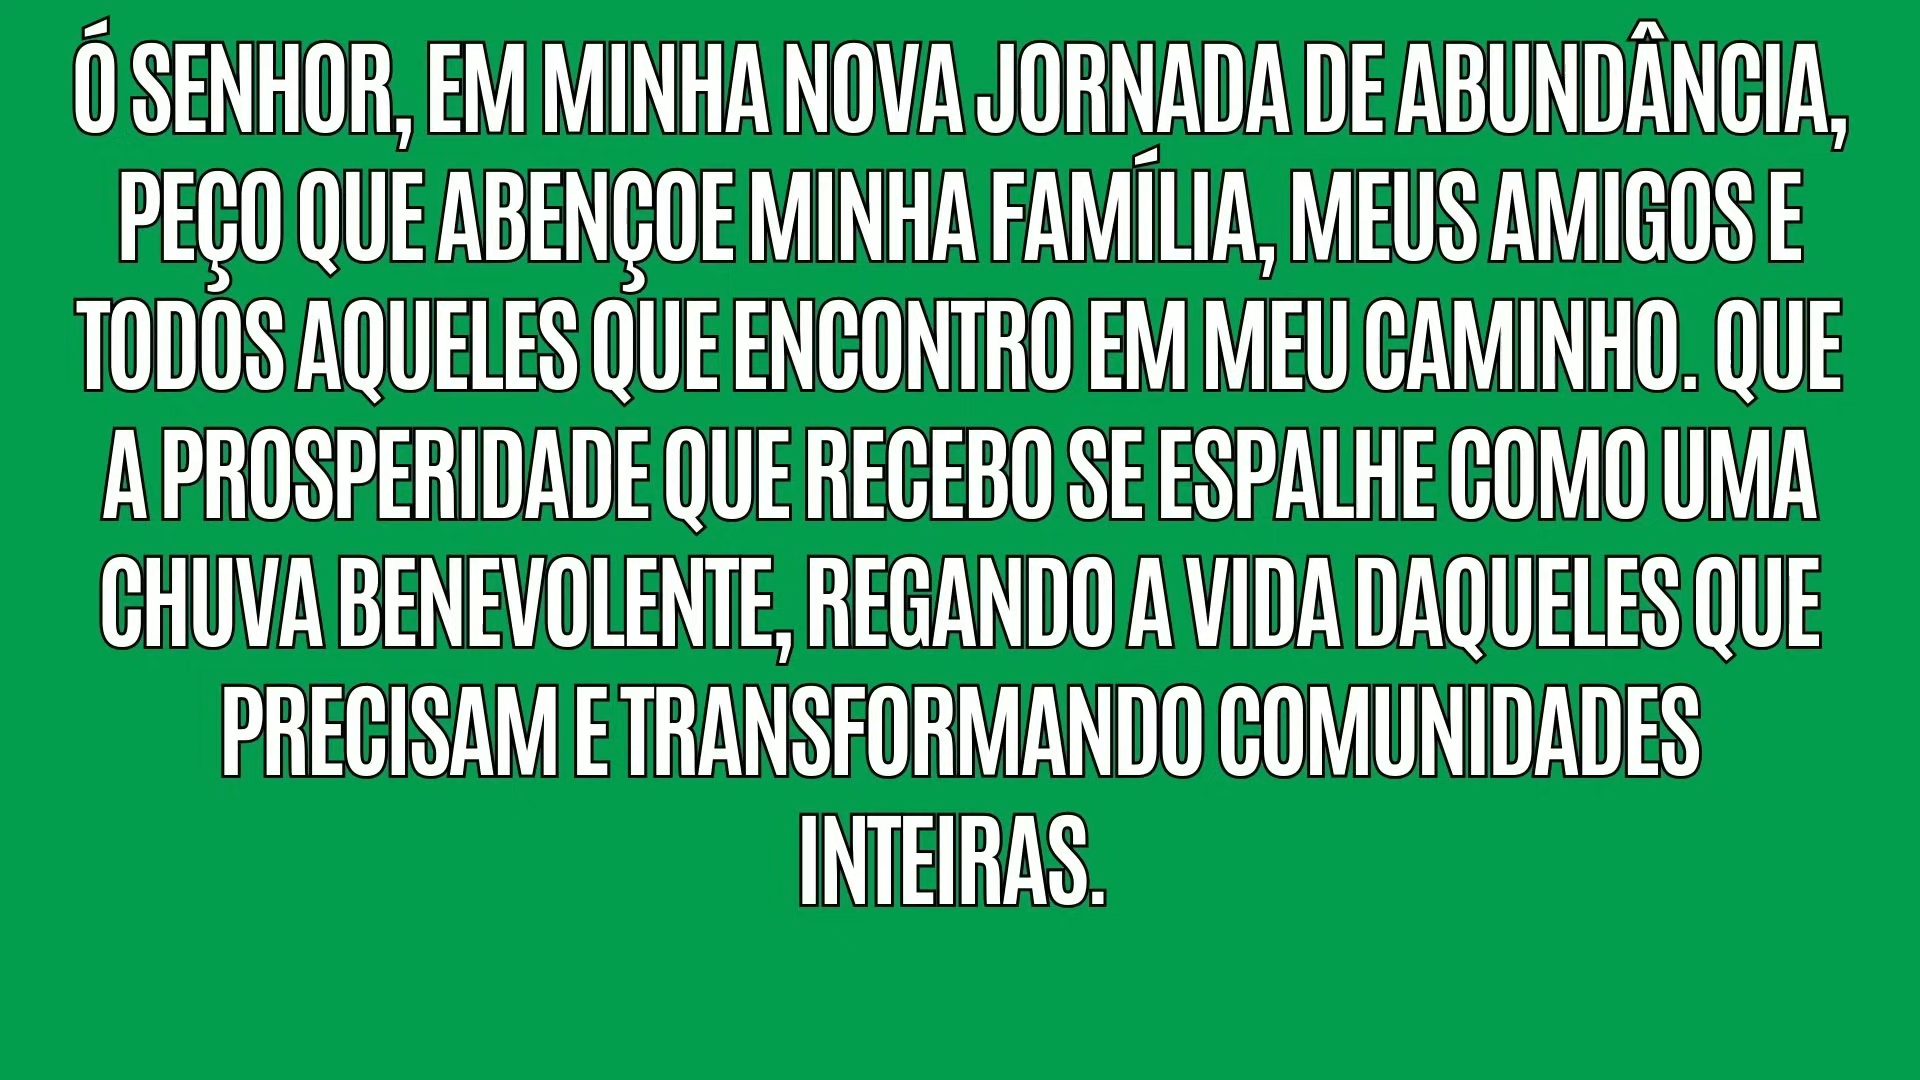 Ó SENHOR, EM MINHA NOVA JORNADA DE ABUNDÂNCIA,
PEÇO QUE ABENÇOE MINHA FAMÍLIA, MEUS AMIGOS E
TODOS AQUELES QUE ENCONTRO EM MEU CAMINHO. QUE
A PROSPERIDADE QUE RECEBO SE ESPALHE COMO UMA
CHUVA BENEVOLENTE, REGANDO A VIDA DAQUELES QUE
PRECISAM E TRANSFORMANDO COMUNIDADES
INTEIRAS.